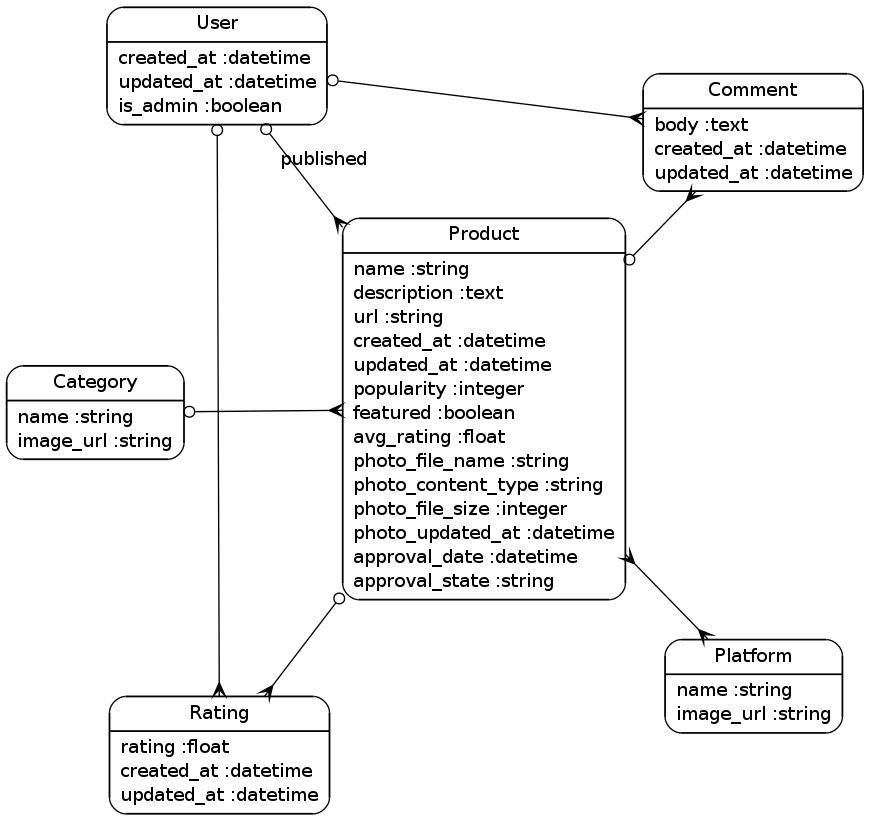 User
created_at :datetime
updated_at :datetime
is_admin :boolean
Comment
body :text
created_at :datetime
updated_at :datetime
published
Product
name :string
description :text
url :string
created_at :datetime
updated_at :datetime
popularity :integer
featured :boolean
avg_rating :float
photo_file_name :string
photo_content_type :string
photo_file_size :integer
photo_updated_at :datetime
approval_date :datetime
approval_state :string
Category
name :string
image_url :string
Platform
name :string
image_url :string
Rating
rating :float
created_at :datetime
updated_at :datetime